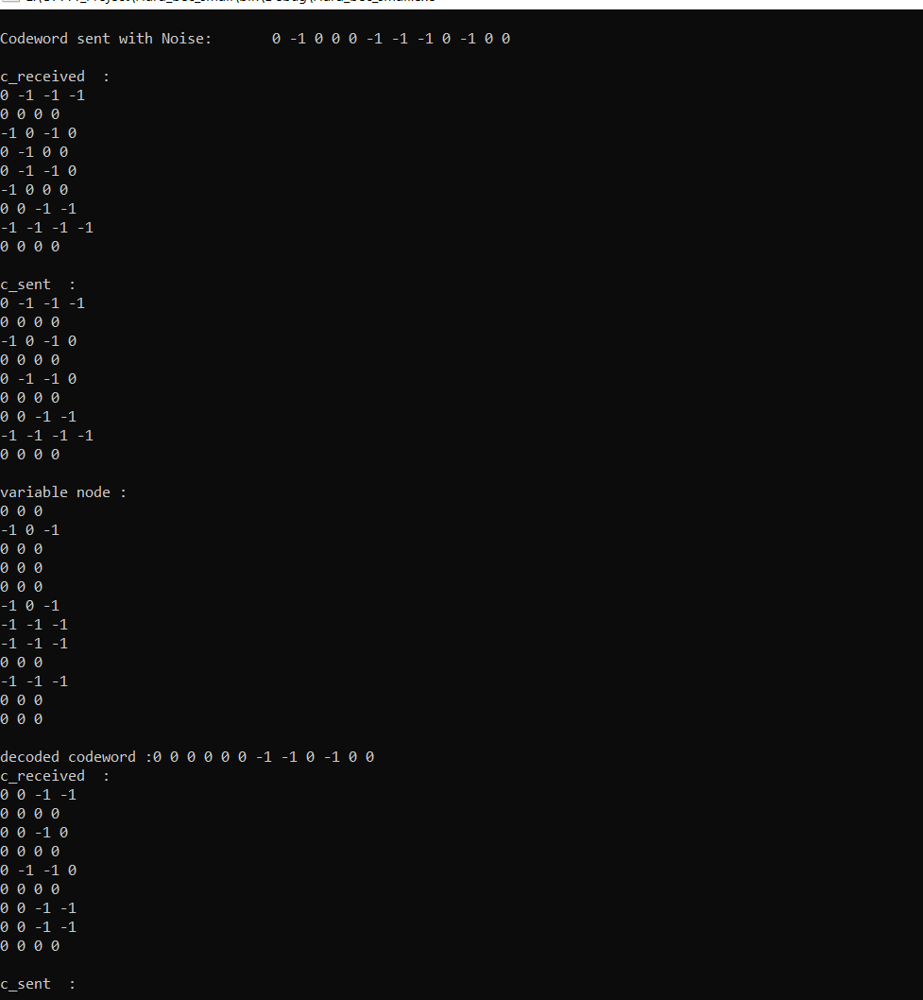 Codeword sent with Noise: 0 -1 0 0 0 -1 -1 -1 0 -1 0 0
c_received :
0 -1 -1 -1
0 0 0 0
-1 0 -1 0
0 -1 0 0
0 -1 -1 0
-1 0 0 0
0 0 -1 -1
-1 -1 -1 -1
0 0 0 0
c_sent :
0 -1 -1 -1
0 0 0 0
-1 0 -1 0
0 0 0 0
0 -1 -1 0
0 0 0 0
0 0 -1 -1
-1 -1 -1 -1
0 0 0 0
variable node :
0 0 0
-1 0 -1
0 0 0
0 0 0
0 0 0
-1 0 -1
-1 -1 -1
-1 -1 -1
0 0 0
-1 -1 -1
0 0 0
0 0 0
decoded codeword :0 0 0 0 0 0 -1 -1 0 -1 0 0
c_received :
0 0 -1 -1
0 0 0 0
0 0 -1 0
0 0 0 0
0 -1 -1 0
0 0 0 0
0 0 -1 -1
0 0 -1 -1
0 0 0 0
c_sent :